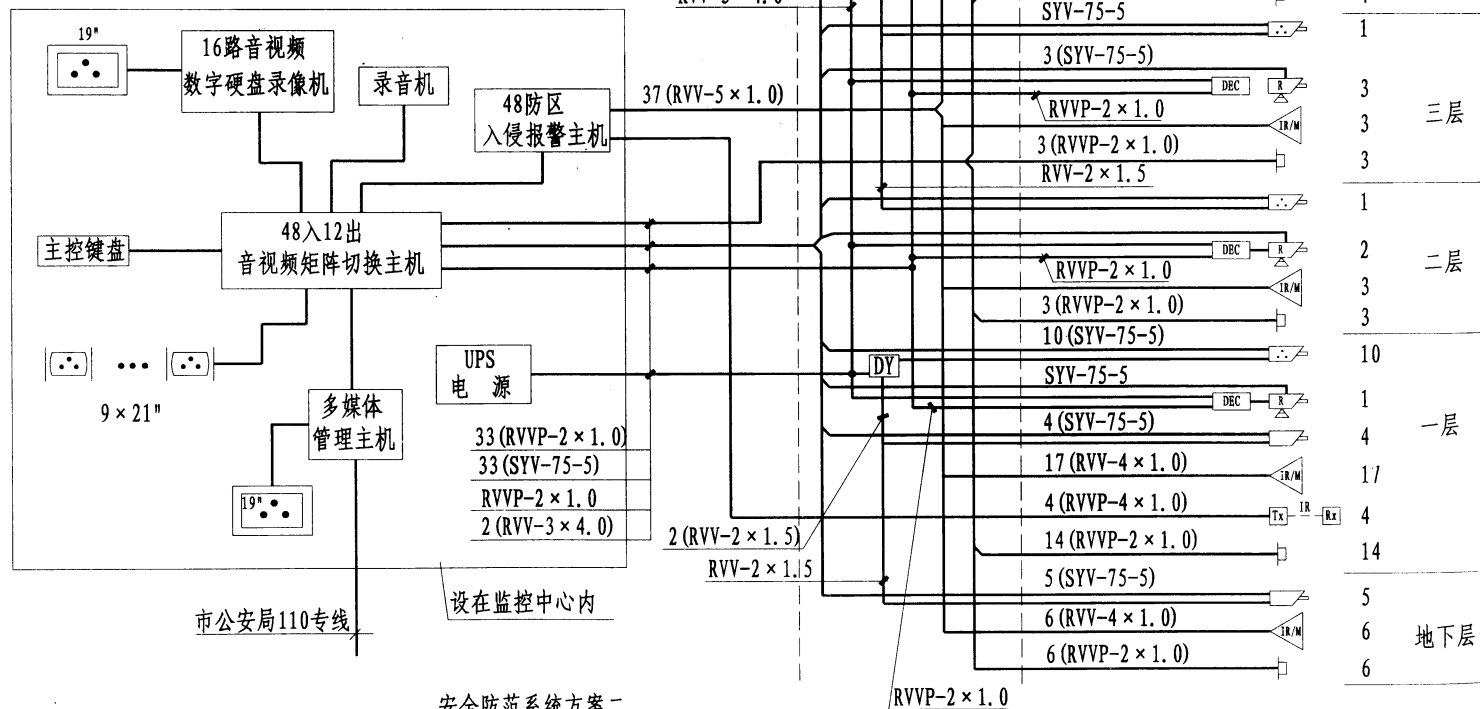 SYV-75-5
1
19"
16路音视频
数字硬盘录像机
录音机
48防区
入侵报警主机
37(RVV-5×1.0)
3(SYV-75-5)
DEC
R
3
RVVP-2×1.0
IR/M
3
三层
3(RVVP-2×1.0)
3
RVV-2×1.5
1
48入12出
音视频矩阵切换主机
主控键盘
DEC
R
2
RVVP-2×1.0
二层
IR/M
3
3(RVVP-2×1.0)
3
10(SYV-75-5)
10
UPS
电 源
DY
SYV-75-5
9×21"
多媒体
管理主机
DEC
R
1
4(SYV-75-5)
4
一层
33(RVVP-2×1.0)
33(SYV-75-5)
RVVP-2×1.0
2(RVV-3×4.0)
17(RVV-4×1.0)
IR/M
17
19"
4(RVVP-4×1.0)
Tx
IR
Rx
4
2(RVV-2×1.5)
14(RVVP-2×1.0)
14
RVV-2×1.5
5(SYV-75-5)
5
设在监控中心内
市公安局110专线
6(RVV-4×1.0)
IR/M
6
地下层
6(RVVP-2×1.0)
6
RVVP-2×1.0
安全防范系统方案二